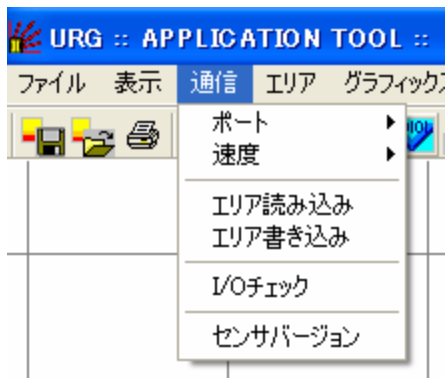 URG :: APPLICATION TOOL ::
ファイル 表示 通信 エリア グラフィックス
ポート
速度
エリア読み込み
エリア書き込み
I/Oチェック
センサバージョン